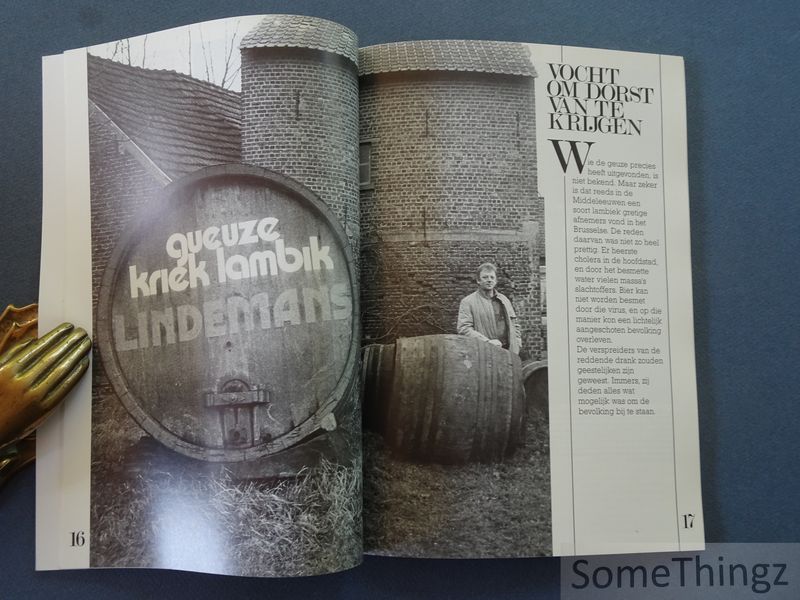 gueuze
kriek lambik
LINDEMANS
16
VOCHT
OM DORST
VAN TE
KRIJGEN
Wie de geuze precies
heeft uitgevonden, is
niet bekend. Maar zeker
is dat reeds in de
Middeleeuwen een
soort lambiek gretige
afnemers vond in het
Brusselse. De reden
daarvan was niet zo heel
prettig. Er heerste
cholera in de hoofdstad,
en door het besmette
water vielen massa's
slachtoffers. Bier kan
niet worden besmet
door die virus, en op die
manier kon een lichtelijk
aangeschoten bevolking
overleven.
De verspreiders van de
reddende drank zouden
geestelijken zijn
geweest. Immers, zij
deden alles wat
mogelijk was om de
bevolking bij te staan.
17
SomeThingz